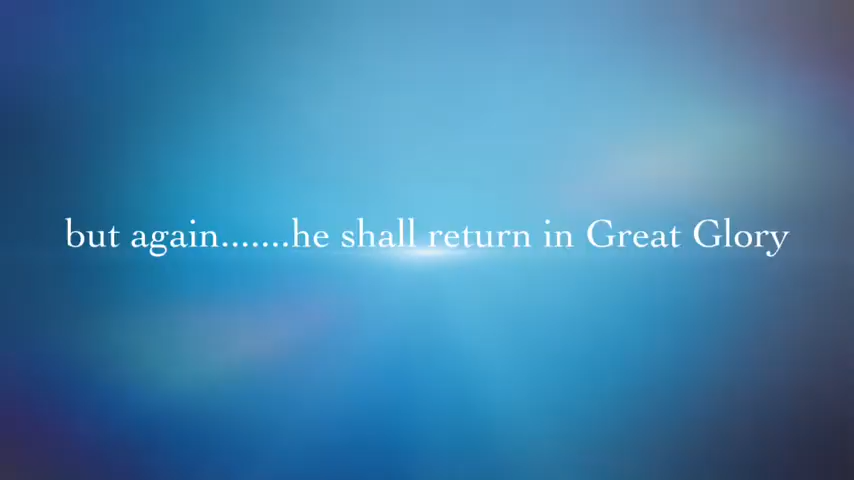 but again.......he shall return in Great Glory